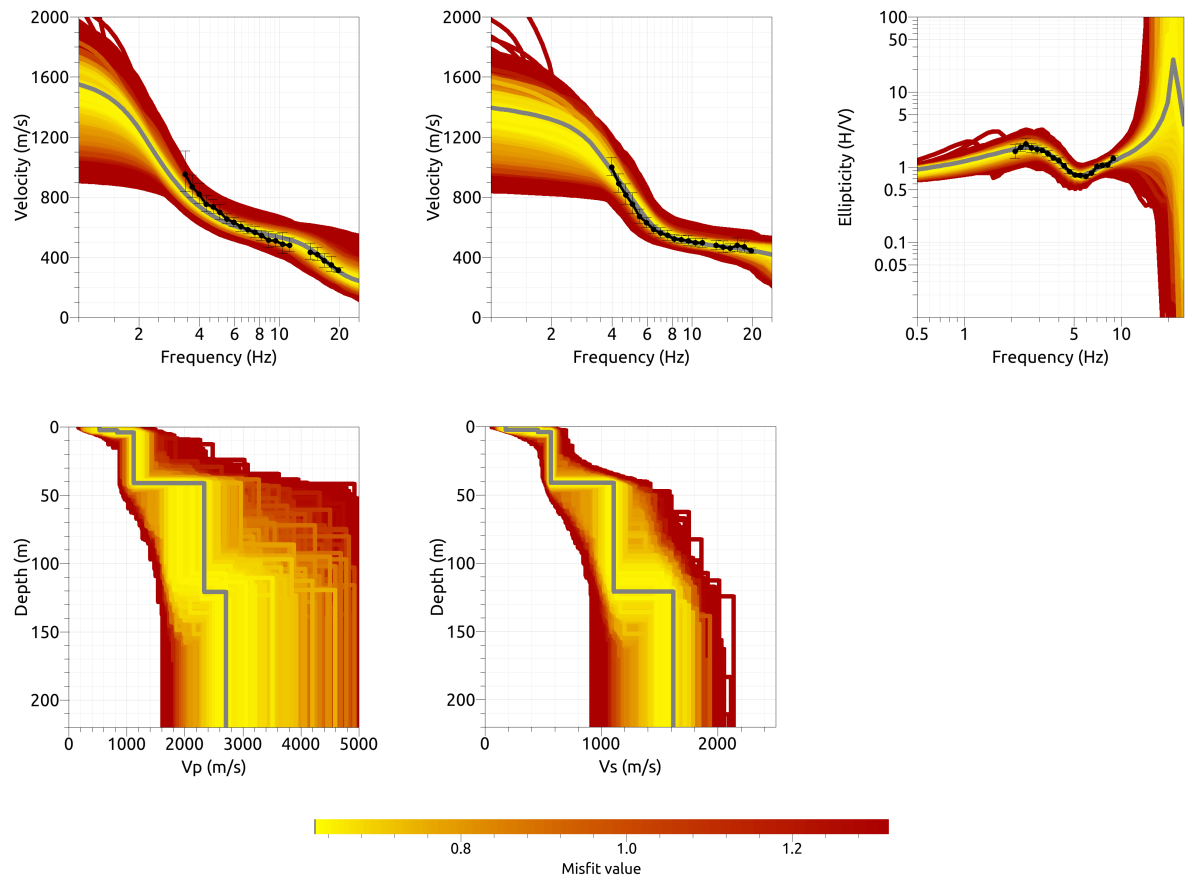 2000
1600
1200
800
400
0
Velocity (m/s)
2 4 6 8 10 20
Frequency (Hz)
2000
1600
1200
800
400
0
Velocity (m/s)
2 4 6 8 10 20
Frequency (Hz)
100
50
10
5
1
0.5
0.1
0.05
Ellipticity (H/V)
0.5 1 5 10
Frequency (Hz)
0
50
100
150
200
Depth (m)
0 1000 2000 3000 4000 5000
Vp (m/s)
0
50
100
150
200
Depth (m)
0 1000 2000
Vs (m/s)
0.8 1.0 1.2
Misfit value